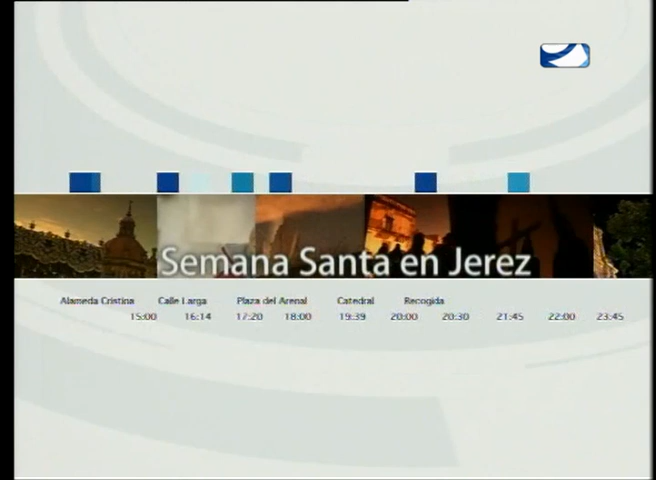 Semana Santa en Jerez
Alameda Cristina Calle Larga Plaza del Arenal Catedral Recogida
15:00 16:14 17:20 18:00 19:39 20:00 20:30 21:45 22:00 23:45